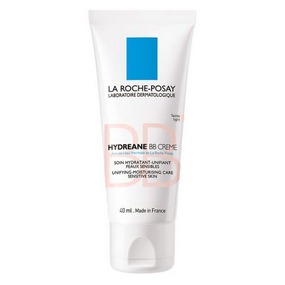 LA ROCHE-POSAY
LABORATOIRE DERMATOLOGIQUE
HYDREANE BB CREME
BB
SOIN HYDRATANT-UNIFIANT
PEAUX SENSIBLES
UNIFYING-MOISTURISING CARE
SENSITIVE SKIN
40 ml . Made in France